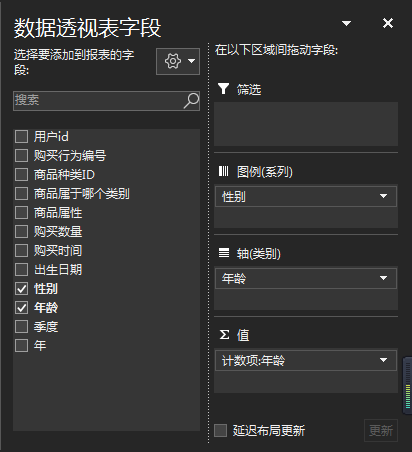 数据透视表字段
选择要添加到报表的字
段:
搜索
用户id
购买行为编号
商品种类ID
商品属于哪个类别
商品属性
购买数量
购买时间
出生日期
性别
年龄
季度
年
在以下区域间拖动字段:
筛选
图例(系列)
性别
轴(类别)
年龄
Σ 值
计数项:年龄
延迟布局更新
更新